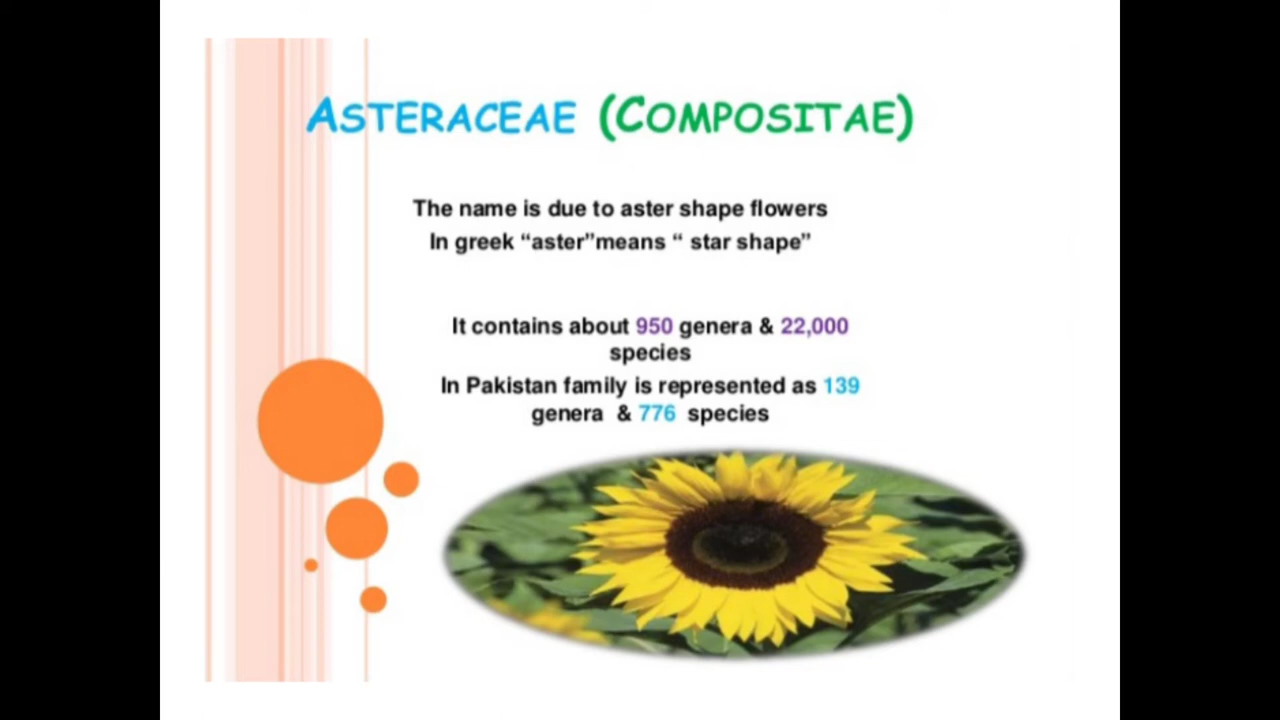 ASTERACEAE (COMPOSITAE)
The name is due to aster shape flowers
In greek “aster”means “ star shape”
It contains about 950 genera & 22,000
species
In Pakistan family is represented as 139
genera & 776 species